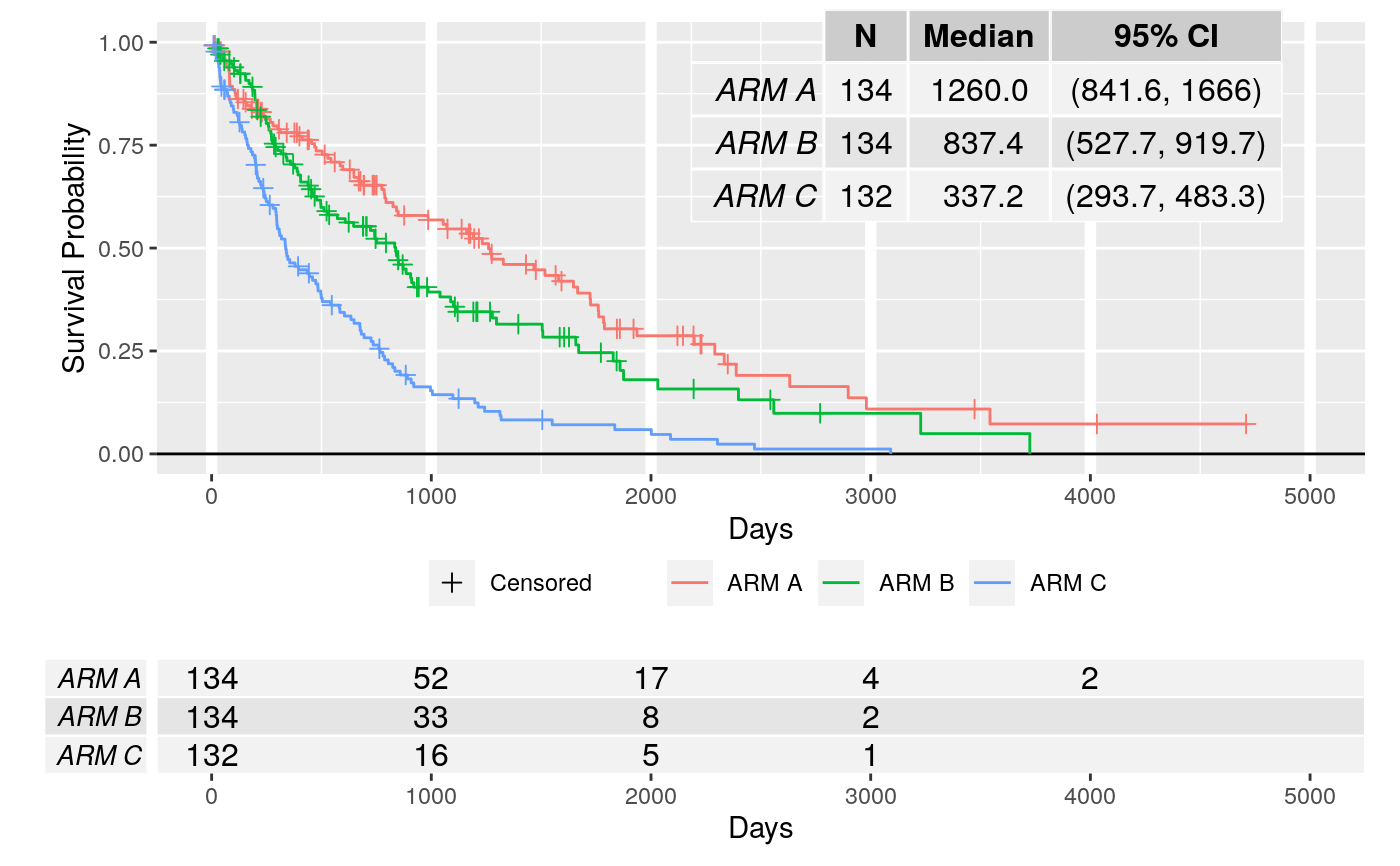 N Median 95% CI
ARM A 134 1260.0 (841.6, 1666)
ARM B 134 837.4 (527.7, 919.7)
ARM C 132 337.2 (293.7, 483.3)
Survival Probability
1.00
0.75
0.50
0.25
0.00
0 1000 2000 3000 4000 5000
Days
Censored ARM A ARM B ARM C
ARM A 134 52 17 4 2
ARM B 134 33 8 2
ARM C 132 16 5 1
0 1000 2000 3000 4000 5000
Days